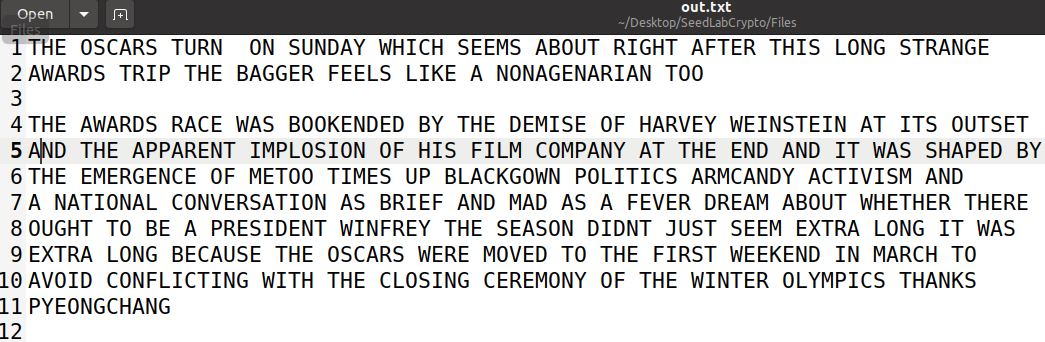 Open
out.txt
~/Desktop/SeedLabCrypto/Files
Files
1 THE OSCARS TURN  ON SUNDAY WHICH SEEMS ABOUT RIGHT AFTER THIS LONG STRANGE
2 AWARDS TRIP THE BAGGER FEELS LIKE A NONAGENARIAN TOO
3
4 THE AWARDS RACE WAS BOOKENDED BY THE DEMISE OF HARVEY WEINSTEIN AT ITS OUTSET
5 AND THE APPARENT IMPLOSION OF HIS FILM COMPANY AT THE END AND IT WAS SHAPED BY
6 THE EMERGENCE OF METOO TIMES UP BLACKGOWN POLITICS ARMCANDY ACTIVISM AND
7 A NATIONAL CONVERSATION AS BRIEF AND MAD AS A FEVER DREAM ABOUT WHETHER THERE
8 OUGHT TO BE A PRESIDENT WINFREY THE SEASON DIDNT JUST SEEM EXTRA LONG IT WAS
9 EXTRA LONG BECAUSE THE OSCARS WERE MOVED TO THE FIRST WEEKEND IN MARCH TO
10 AVOID CONFLICTING WITH THE CLOSING CEREMONY OF THE WINTER OLYMPICS THANKS
11 PYEONGCHANG
12